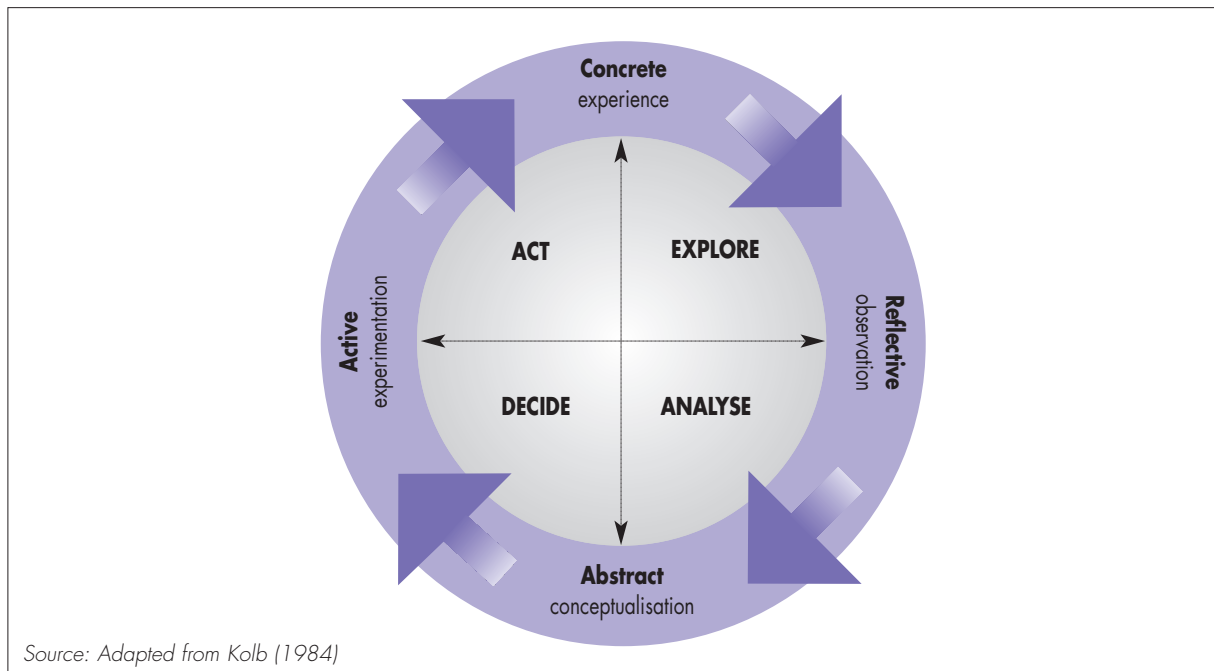 Concrete
experience
ACT
EXPLORE
Reflective
observation
Active
experimentation
DECIDE
ANALYSE
Abstract
conceptualisation
Source: Adapted from Kolb (1984)